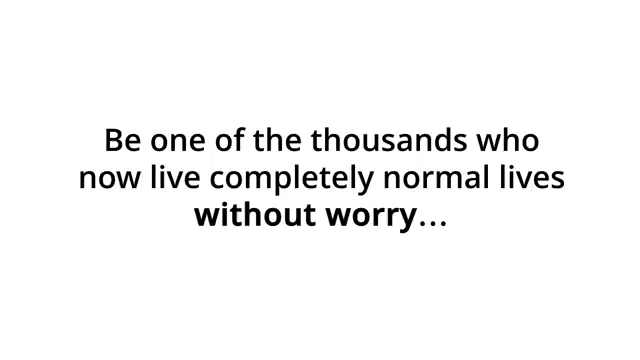 Be one of the thousands who
now live completely normal lives
without worry...